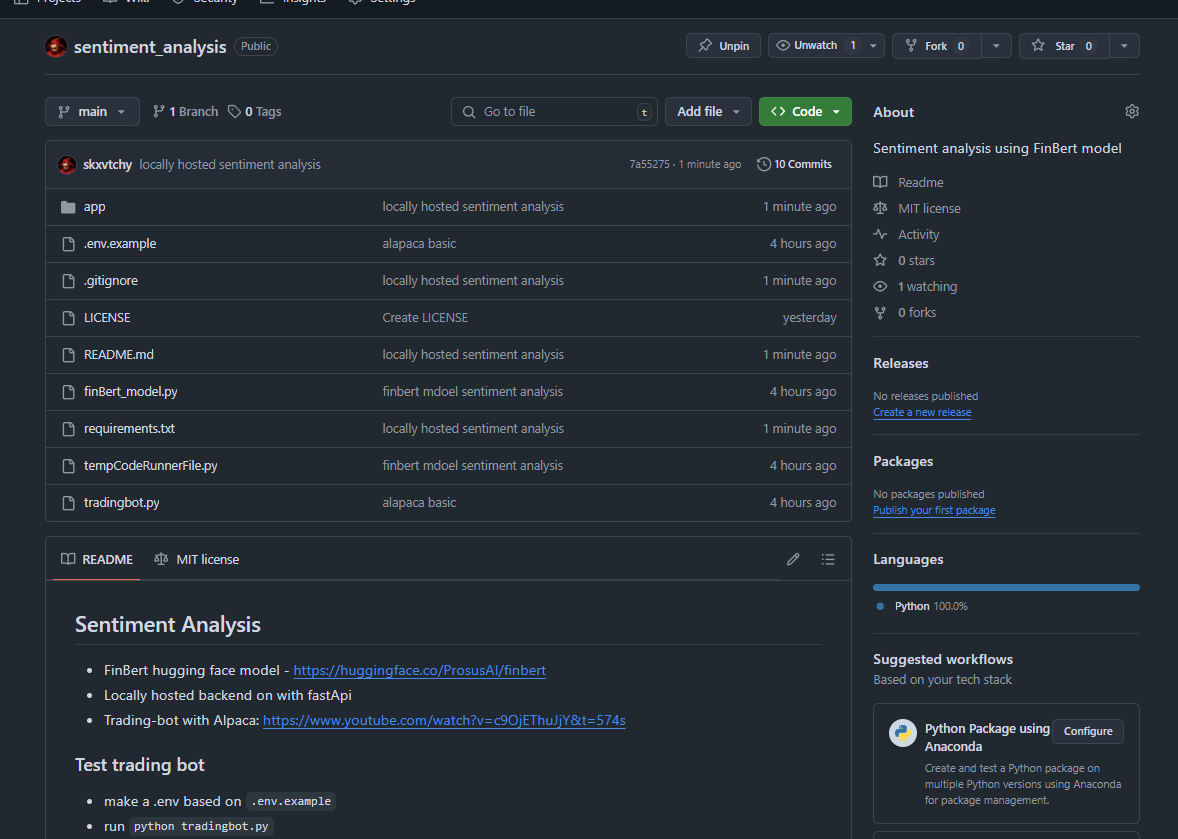 Projects Wiki Security Insights Settings
sentiment_analysis Public Unpin Unwatch 1 Fork 0 Star 0
main 1 Branch 0 Tags Go to file t Add file Code
skxvtchy locally hosted sentiment analysis 7a55275 · 1 minute ago 10 Commits
app locally hosted sentiment analysis 1 minute ago
.env.example alapaca basic 4 hours ago
.gitignore locally hosted sentiment analysis 1 minute ago
LICENSE Create LICENSE yesterday
README.md locally hosted sentiment analysis 1 minute ago
finBert_model.py finbert mdoel sentiment analysis 4 hours ago
requirements.txt locally hosted sentiment analysis 1 minute ago
tempCodeRunnerFile.py finbert mdoel sentiment analysis 4 hours ago
tradingbot.py alapaca basic 4 hours ago
README MIT license
Sentiment Analysis
FinBert hugging face model - https://huggingface.co/ProsusAI/finbert
Locally hosted backend on with fastApi
Trading-bot with Alpaca: https://www.youtube.com/watch?v=c9OjEThuJjY&t=574s
Test trading bot
make a .env based on .env.example
run python tradingbot.py
About
Sentiment analysis using FinBert model
Readme
MIT license
Activity
0 stars
1 watching
0 forks
Releases
No releases published
Create a new release
Packages
No packages published
Publish your first package
Languages
Python 100.0%
Suggested workflows
Based on your tech stack
Python Package using Configure
Anaconda
Create and test a Python package on
multiple Python versions using Anaconda
for package management.